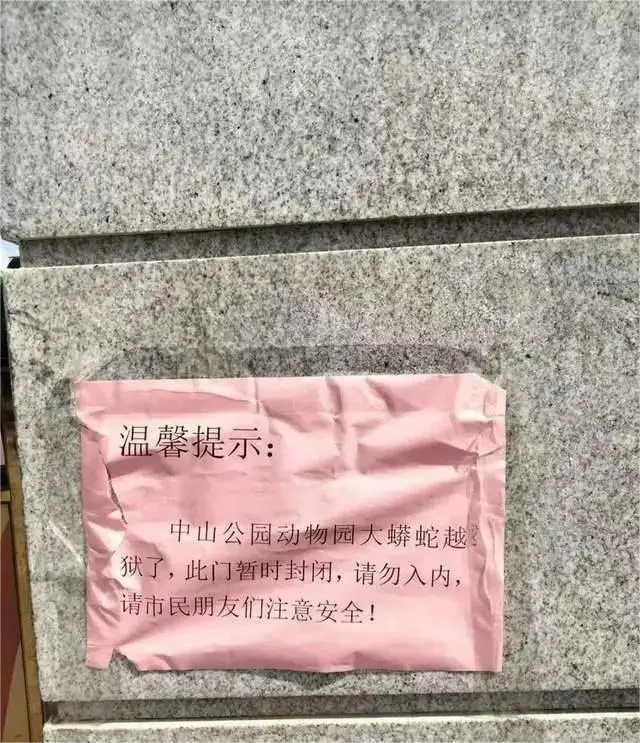 温馨提示：
中山公园动物园大蟒蛇越
狱了，此门暂时封闭，请勿入内，
请市民朋友们注意安全！